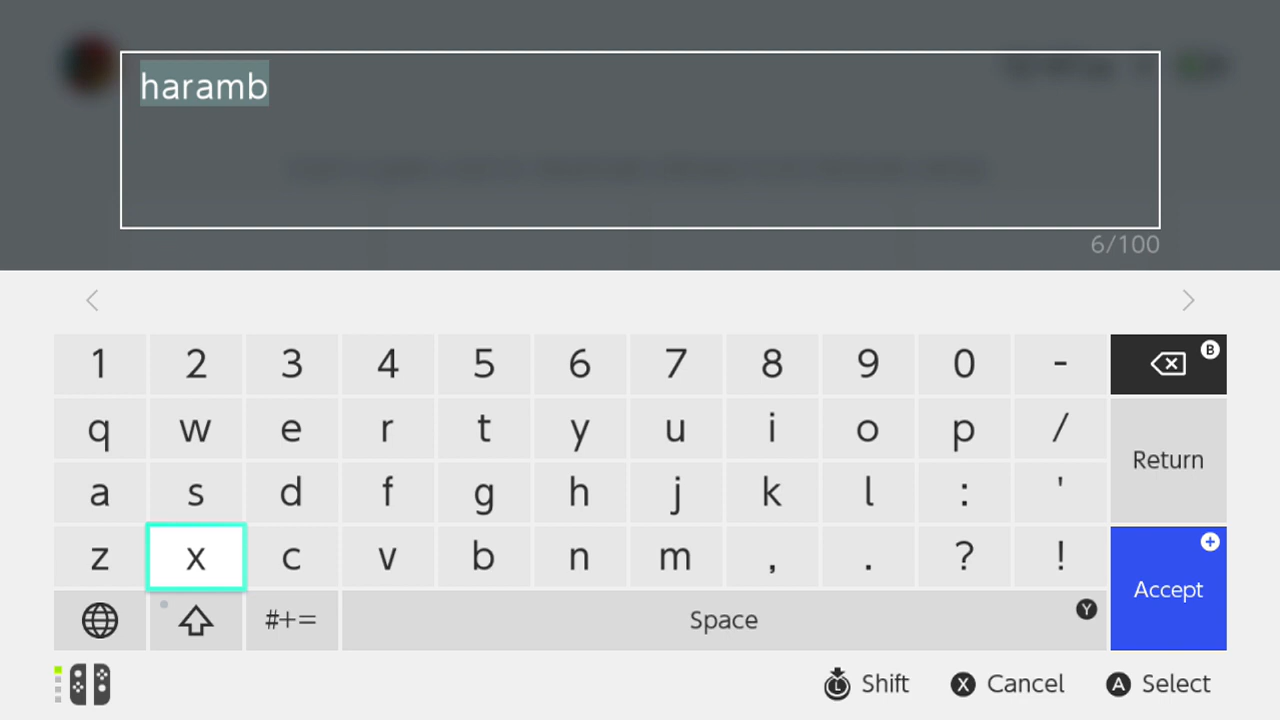 haramb
6/100
1 2 3 4 5 6 7 8 9 0 - B
q w e r t y u i o p /
Return
a s d f g h j k l : '
z x c v b n m , . ? ! +
Accept
#+= Space Y
L Shift X Cancel A Select